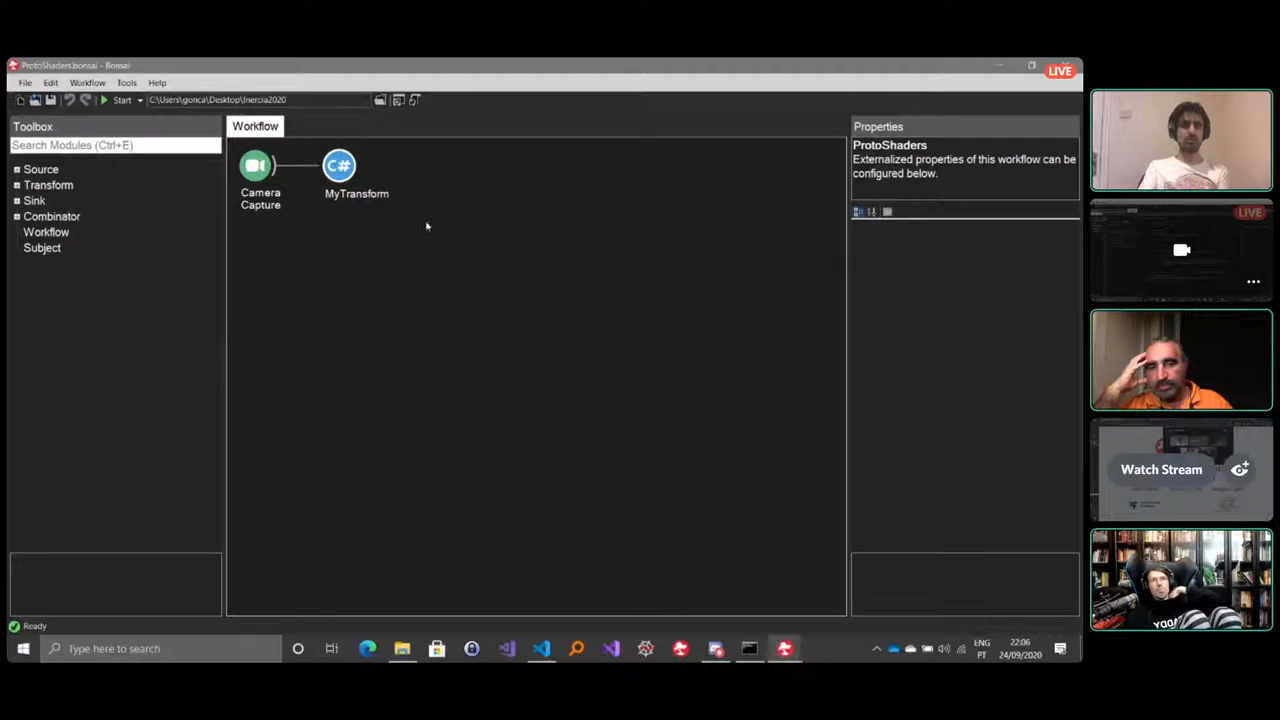 ProtoShaders.bonsai - Bonsai
LIVE
File Edit Workflow Tools Help
Start C:\Users\gonca\Desktop\Inercia2020
Toolbox
Workflow
Properties
Search Modules (Ctrl+E)
ProtoShaders
Externalized properties of this workflow can be
configured below.
Source
Transform
Sink
Combinator
Workflow
Subject
C#
Camera
Capture
MyTransform
LIVE
Watch Stream
Ready
Type here to search
ENG
PT
22:06
24/09/2020